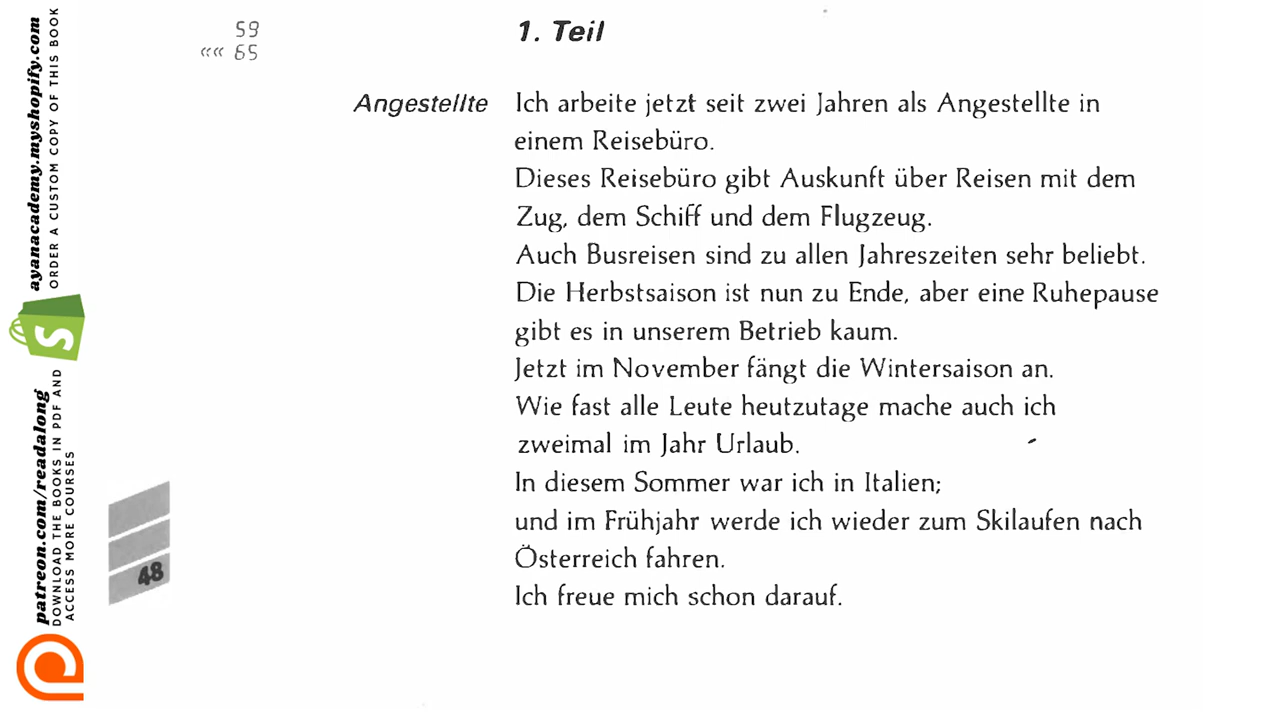 59
‹‹‹ 65
1. Teil
Angestellte Ich arbeite jetzt seit zwei Jahren als Angestellte in
einem Reisebüro.
Dieses Reisebüro gibt Auskunft über Reisen mit dem
Zug, dem Schiff und dem Flugzeug.
Auch Busreisen sind zu allen Jahreszeiten sehr beliebt.
Die Herbstsaison ist nun zu Ende, aber eine Ruhepause
gibt es in unserem Betrieb kaum.
Jetzt im November fängt die Wintersaison an.
Wie fast alle Leute heutzutage mache auch ich
zweimal im Jahr Urlaub.
In diesem Sommer war ich in Italien;
und im Frühjahr werde ich wieder zum Skilaufen nach
Österreich fahren.
Ich freue mich schon darauf.
48
ayanacademy.myshopify.com
ORDER A CUSTOM COPY OF THIS BOOK
patreon.com/readalong
DOWNLOAD THE BOOKS IN PDF AND
ACCESS MORE COURSES